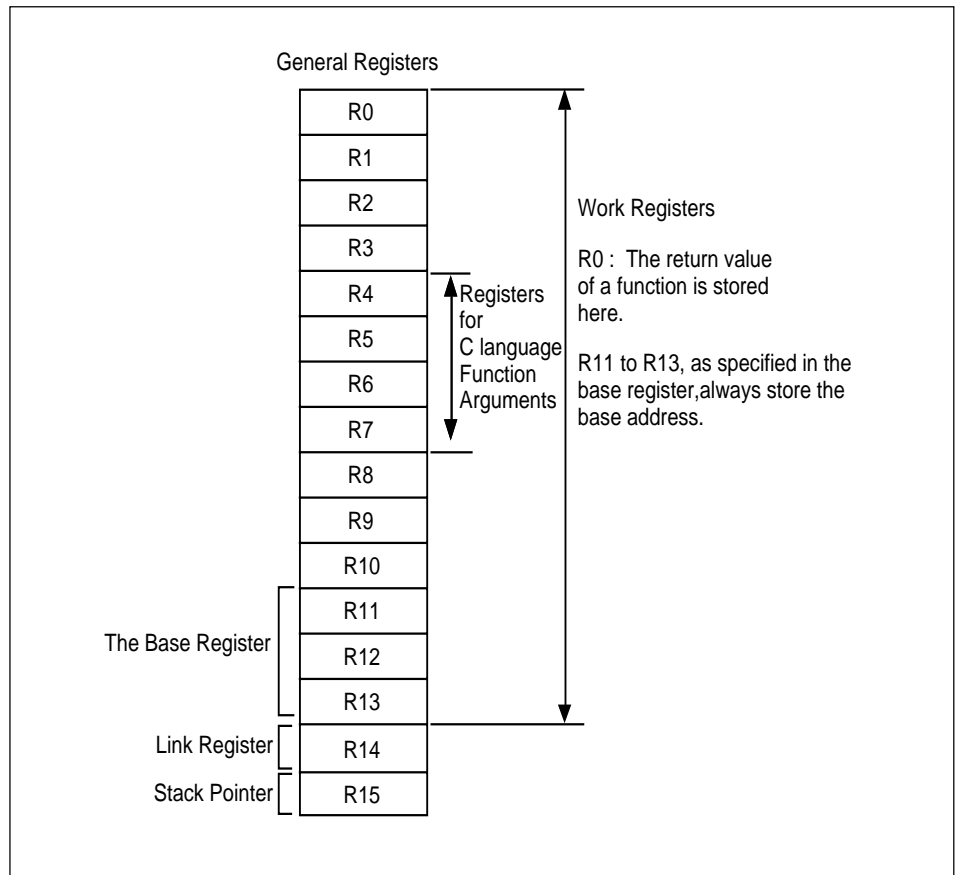 General Registers
R0
R1
R2
R3
R4
R5
R6
R7
R8
R9
R10
R11
R12
R13
R14
R15
Registers
for
C language
Function
Arguments
Work Registers
R0 : The return value
of a function is stored
here.
R11 to R13, as specified in the
base register,always store the
base address.
The Base Register
Link Register
Stack Pointer